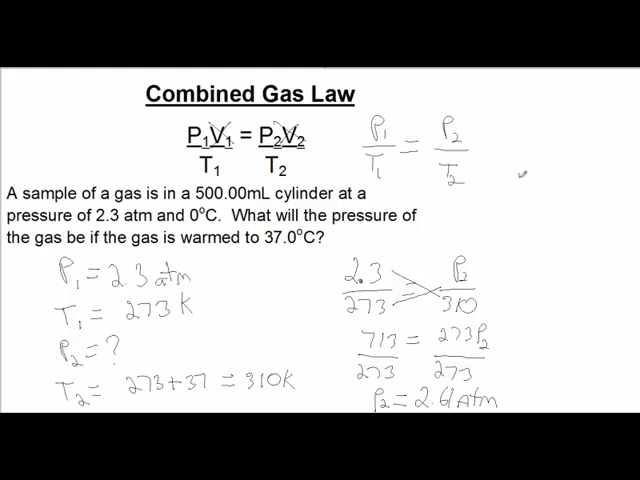 Combined Gas Law
P₁V₁ = P₂V₂
T₁ T₂
P₁ = P₂
T₁ T₂
A sample of a gas is in a 500.00mL cylinder at a
pressure of 2.3 atm and 0°C. What will the pressure of
the gas be if the gas is warmed to 37.0°C?
P₁ = 2.3 atm
T₁ = 273 K
P₂ = ?
T₂ = 273+37 = 310K
2.3 = P₂
273 310
713 = 273P₂
273 273
P₂ = 2.61 Atm